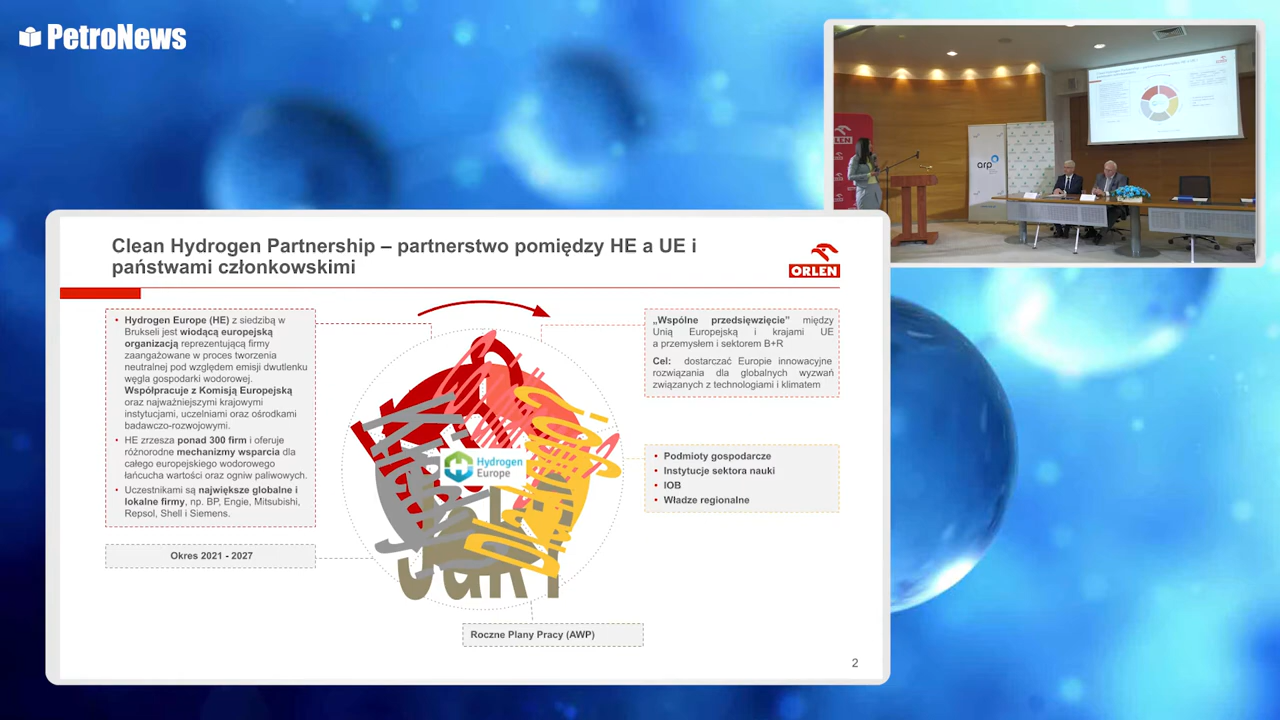 PetroNews
ORLEN
arp
Clean Hydrogen Partnership – partnerstwo pomiędzy HE a UE i
państwami członkowskimi
ORLEN
• Hydrogen Europe (HE) z siedzibą w
Brukseli jest wiodącą europejską
organizacją reprezentującą firmy
zaangażowane w proces tworzenia
neutralnej pod względem emisji dwutlenku
węgla gospodarki wodorowej.
Współpracuje z Komisją Europejską
oraz najważniejszymi krajowymi
instytucjami, uczelniami oraz ośrodkami
badawczo-rozwojowymi.
• HE zrzesza ponad 300 firm i oferuje
różnorodne mechanizmy wsparcia dla
całego europejskiego wodorowego
łańcucha wartości oraz ogniw paliwowych.
• Uczestnikami są największe globalne i
lokalne firmy, np. BP, Engie, Mitsubishi,
Repsol, Shell i Siemens.
Okres 2021 - 2027
Hydrogen
Europe
Jak?
„Wspólne przedsięwzięcie” między
Unią Europejską i krajami UE
a przemysłem i sektorem B+R
Cel: dostarczać Europie innowacyjne
rozwiązania dla globalnych wyzwań
związanych z technologiami i klimatem
• Podmioty gospodarcze
• Instytucje sektora nauki
• IOB
• Władze regionalne
Roczne Plany Pracy (AWP)
2